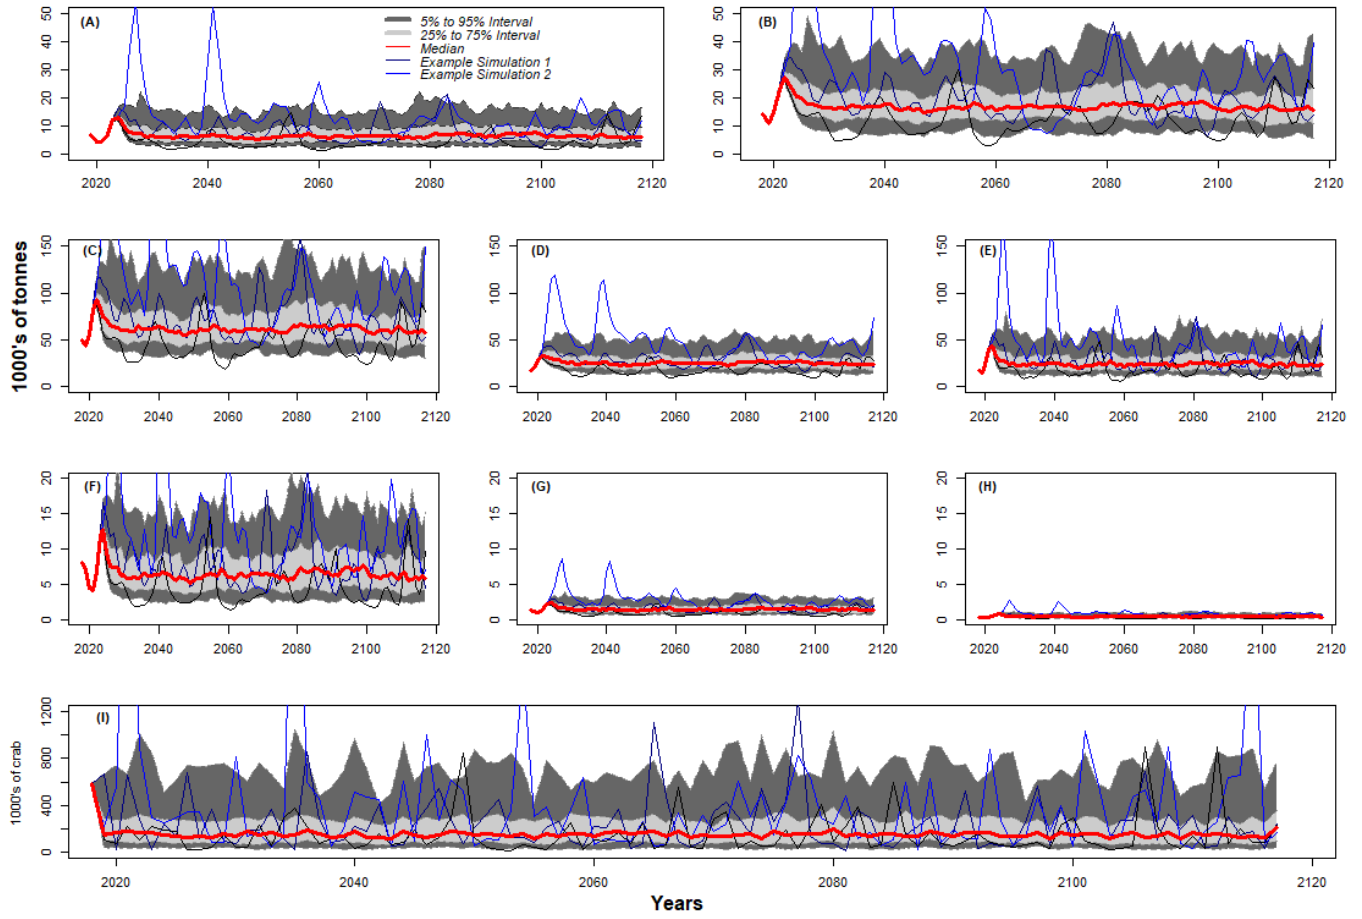 (A)
5% to 95% Interval
25% to 75% Interval
Median
Example Simulation 1
Example Simulation 2
0 10 20 30 40 50
2020 2040 2060 2080 2100 2120
(B)
0 10 20 30 40 50
2020 2040 2060 2080 2100 2120
1000's of tonnes
(C)
0 50 100 150
2020 2040 2060 2080 2100 2120
(D)
0 50 100 150
2020 2040 2060 2080 2100 2120
(E)
0 50 100 150
2020 2040 2060 2080 2100 2120
(F)
0 5 10 15 20
2020 2040 2060 2080 2100 2120
(G)
0 5 10 15 20
2020 2040 2060 2080 2100 2120
(H)
0 5 10 15 20
2020 2040 2060 2080 2100 2120
1000's of crab
(I)
0 400 800 1200
2020 2040 2060 2080 2100 2120
Years